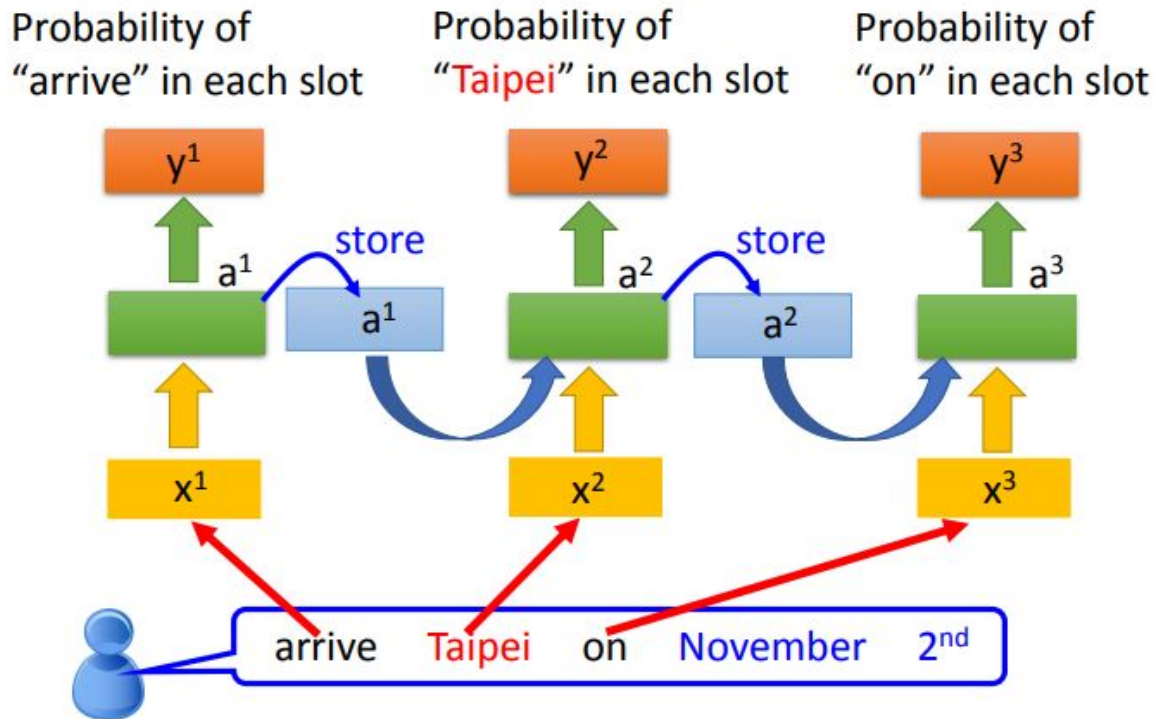 Probability of
“arrive” in each slot
Probability of
“Taipei” in each slot
Probability of
“on” in each slot
y¹
y²
y³
store
store
a¹
a²
a³
a¹
a²
x¹
x²
x³
arrive Taipei on November 2ⁿᵈ